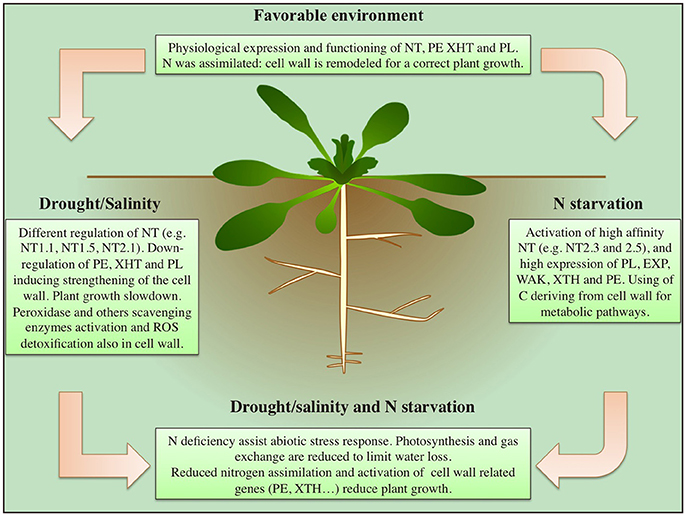 Favorable environment
Physiological expression and functioning of NT, PE XHT and PL.
N was assimilated: cell wall is remodeled for a correct plant growth.
Drought/Salinity
Different regulation of NT (e.g.
NT1.1, NT1.5, NT2.1). Down-
regulation of PE, XHT and PL
inducing strengthening of the cell
wall. Plant growth slowdown.
Peroxidase and others scavenging
enzymes activation and ROS
detoxification also in cell wall.
N starvation
Activation of high affinity
NT (e.g. NT2.3 and 2.5), and
high expression of PL, EXP,
WAK, XTH and PE. Using of
C deriving from cell wall for
metabolic pathways.
Drought/salinity and N starvation
N deficiency assist abiotic stress response. Photosynthesis and gas
exchange are reduced to limit water loss.
Reduced nitrogen assimilation and activation of cell wall related
genes (PE, XTH...) reduce plant growth.